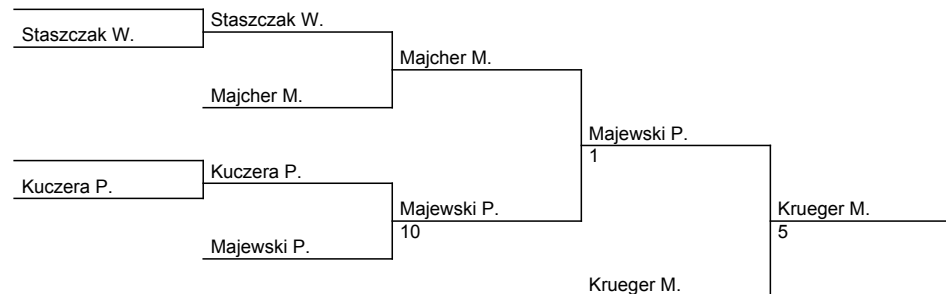 Staszczak W.
Staszczak W.
Majcher M.
Majcher M.
Majewski P.
1
Kuczera P.
Kuczera P.
Majewski P.
10
Krueger M.
5
Majewski P.
Krueger M.